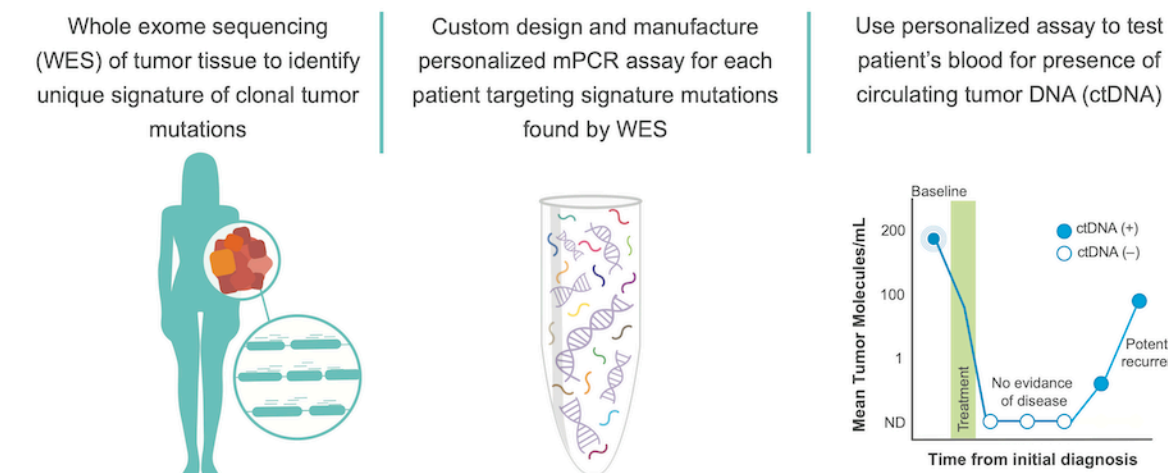 Whole exome sequencing
(WES) of tumor tissue to identify
unique signature of clonal tumor
mutations
Custom design and manufacture
personalized mPCR assay for each
patient targeting signature mutations
found by WES
Use personalized assay to test
patient's blood for presence of
circulating tumor DNA (ctDNA)
Baseline
Mean Tumor Molecules/mL
200
100
1
ND
Treatment
ctDNA (+)
ctDNA (–)
No evidance
of disease
Time from initial diagnosis